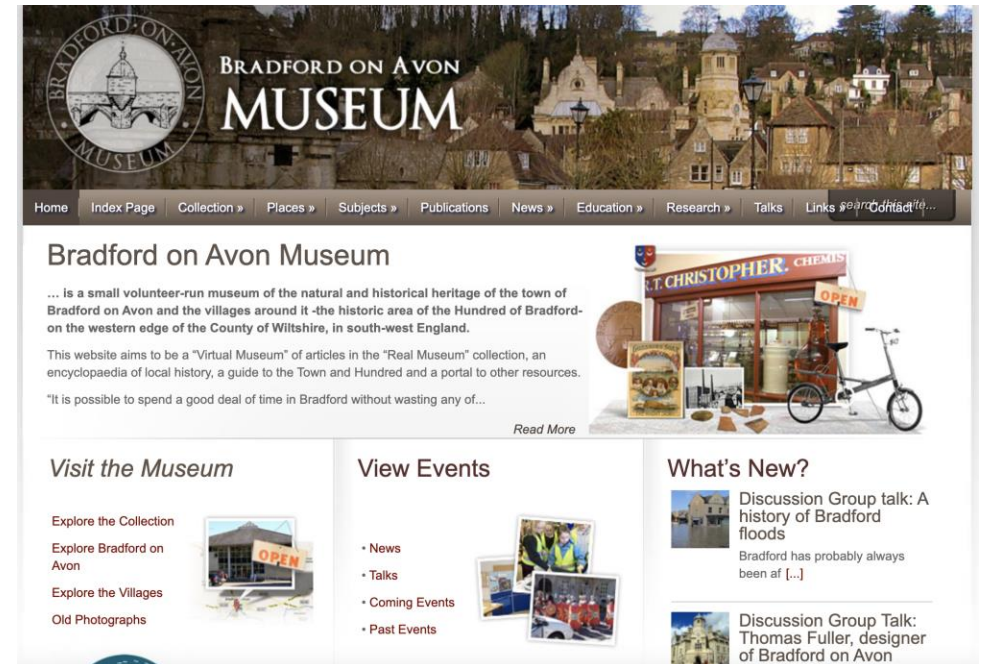 BRADFORD·ON·AVON
· MUSEUM ·
BRADFORD ON AVON
MUSEUM
Home Index Page Collection » Places » Subjects » Publications News » Education » Research » Talks Links » Contact search this site...
Bradford on Avon Museum
... is a small volunteer-run museum of the natural and historical heritage of the town of
Bradford on Avon and the villages around it -the historic area of the Hundred of Bradford-
on the western edge of the County of Wiltshire, in south-west England.
This website aims to be a “Virtual Museum” of articles in the “Real Museum” collection, an
encyclopaedia of local history, a guide to the Town and Hundred and a portal to other resources.
“It is possible to spend a good deal of time in Bradford without wasting any of...
Read More
R.T. CHRISTOPHER. CHEMIS
OPEN
Visit the Museum
Explore the Collection
Explore Bradford on
Avon
Explore the Villages
Old Photographs
OPEN
View Events
• News
• Talks
• Coming Events
• Past Events
What’s New?
Discussion Group talk: A
history of Bradford
floods
Bradford has probably always
been af [...]
Discussion Group Talk:
Thomas Fuller, designer
of Bradford on Avon